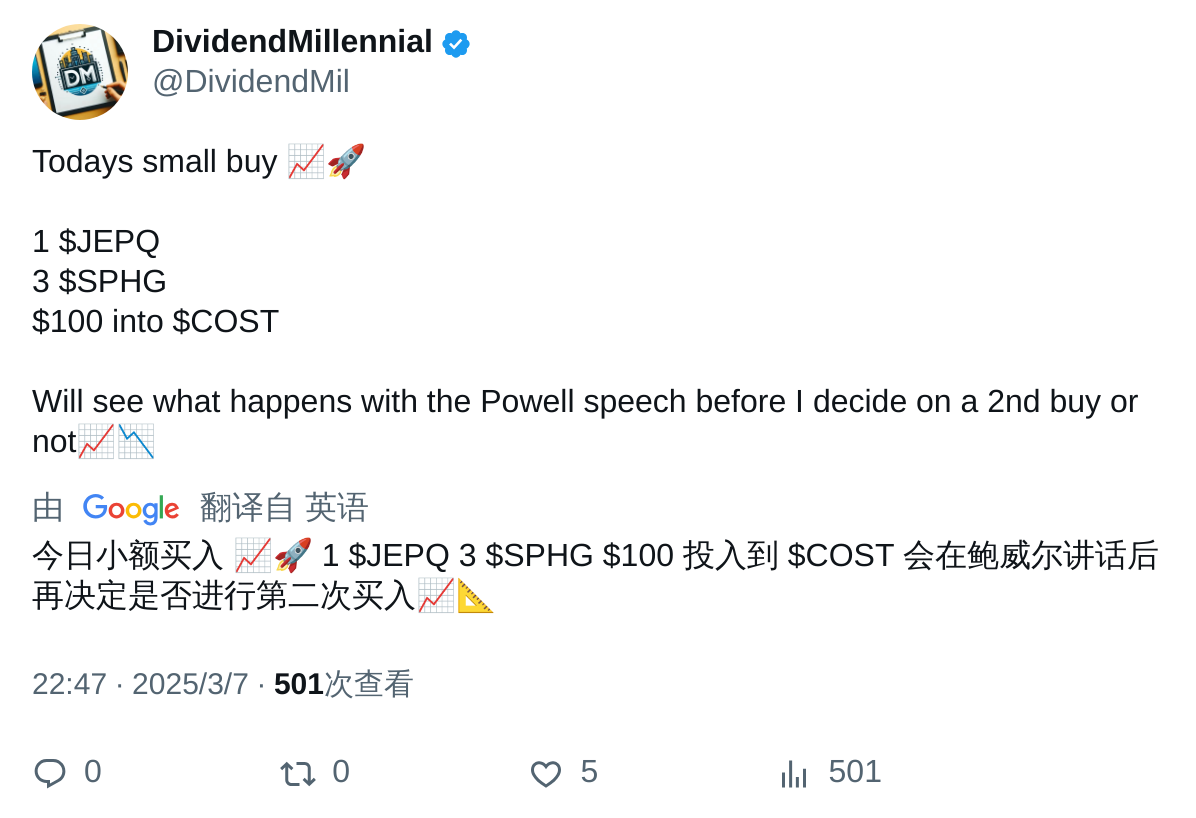 DividendMillennial
@DividendMil
Todays small buy 📈🚀
1 $JEPQ
3 $SPHG
$100 into $COST
Will see what happens with the Powell speech before I decide on a 2nd buy or
not📈📉
由 Google 翻译自 英语
今日小额买入 📈🚀 1 $JEPQ 3 $SPHG $100 投入到 $COST 会在鲍威尔讲话后
再决定是否进行第二次买入📈📐
22:47 · 2025/3/7 · 501次查看
0 0 5 501
DM